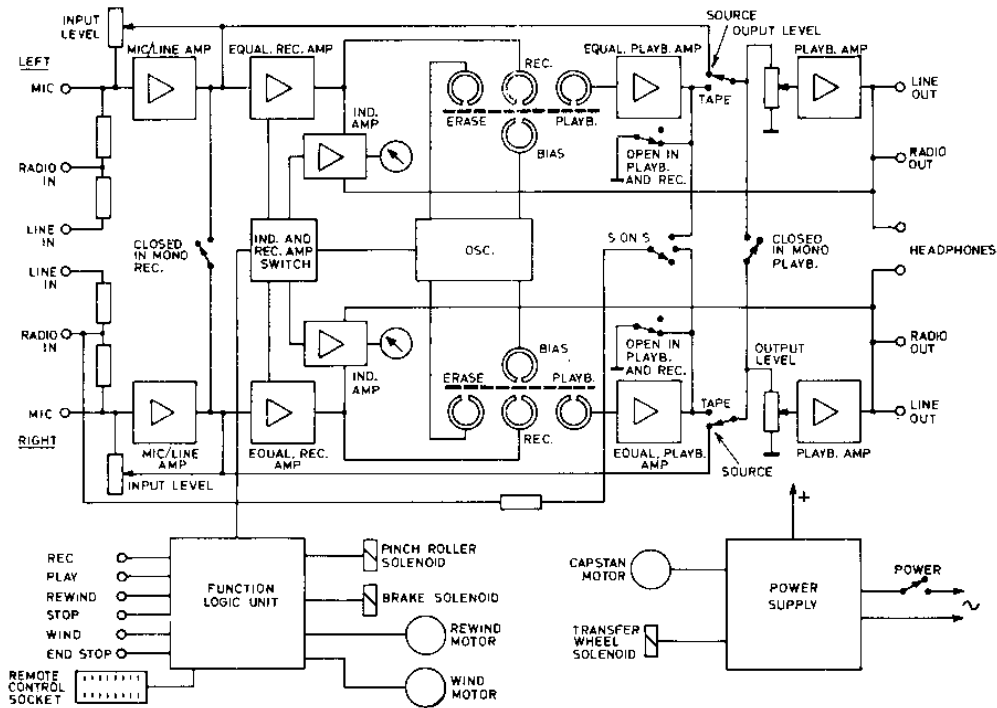 INPUT
LEVEL
LEFT
MIC
MIC/LINE AMP
EQUAL. REC. AMP
IND.
AMP
REC.
ERASE
PLAYB.
BIAS
EQUAL. PLAYB. AMP
SOURCE
OUPUT LEVEL
TAPE
PLAYB. AMP
LINE
OUT
OPEN IN
PLAYB.
AND REC.
RADIO
OUT
RADIO
IN
LINE
IN
CLOSED
IN MONO
REC.
IND. AND
REC. AMP
SWITCH
OSC.
S ON S
CLOSED
IN MONO
PLAYB.
HEADPHONES
LINE
IN
RADIO
IN
IND.
AMP
BIAS
ERASE
PLAYB.
REC.
OPEN IN
PLAYB.
AND REC.
OUTPUT
LEVEL
RADIO
OUT
MIC
RIGHT
MIC/LINE
AMP
INPUT LEVEL
EQUAL. REC.
AMP
EQUAL. PLAYB.
AMP
TAPE
SOURCE
PLAYB. AMP
LINE
OUT
REC
PLAY
REWIND
STOP
WIND
END STOP
REMOTE
CONTROL
SOCKET
FUNCTION
LOGIC UNIT
PINCH ROLLER
SOLENOID
BRAKE SOLENOID
REWIND
MOTOR
WIND
MOTOR
CAPSTAN
MOTOR
TRANSFER
WHEEL
SOLENOID
+
POWER
SUPPLY
POWER
~